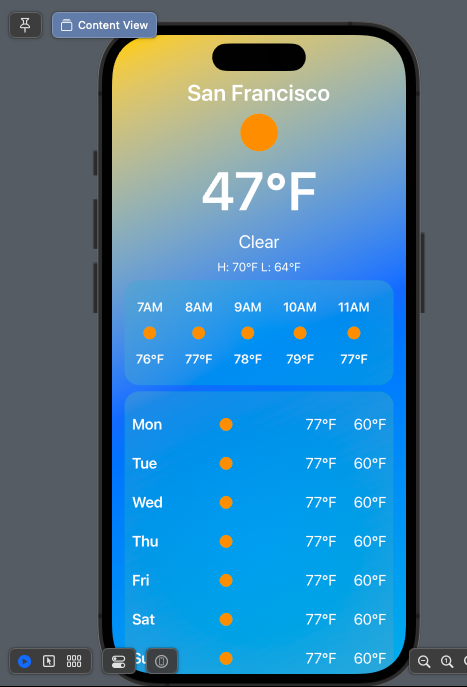 Content View
San Francisco
47°F
Clear
H: 70°F L: 64°F
7AM 8AM 9AM 10AM 11AM
76°F 77°F 78°F 79°F 77°F
Mon 77°F 60°F
Tue 77°F 60°F
Wed 77°F 60°F
Thu 77°F 60°F
Fri 77°F 60°F
Sat 77°F 60°F
Su 77°F 60°F